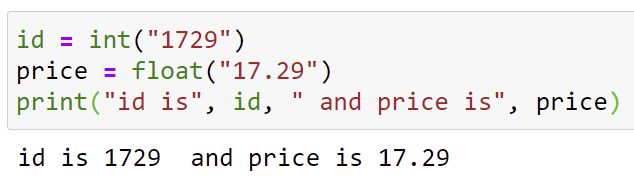 id = int("1729")
price = float("17.29")
print("id is", id, " and price is", price)
id is 1729  and price is 17.29